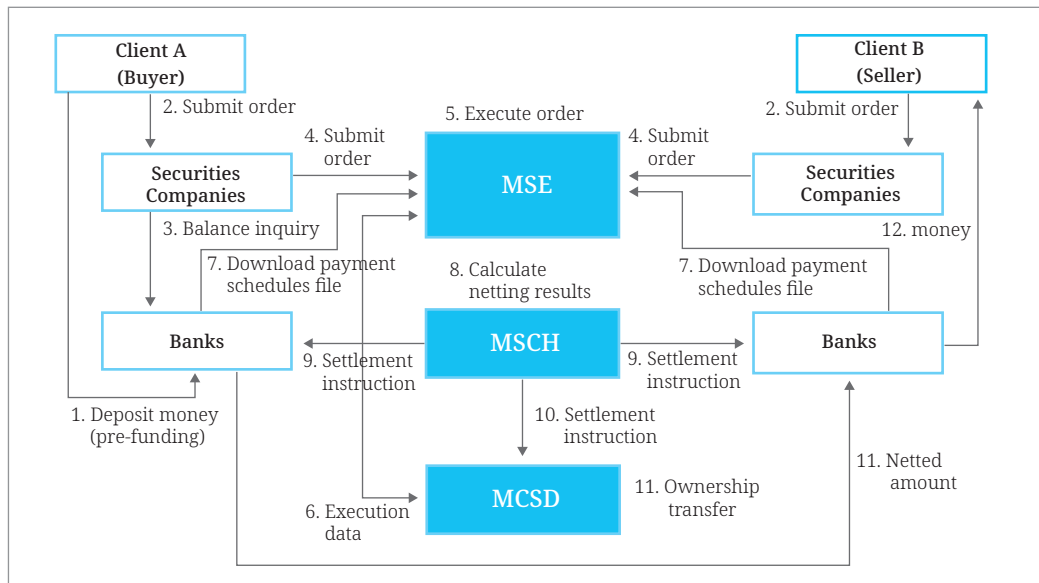 Client A
(Buyer)
Client B
(Seller)
2. Submit order
2. Submit order
5. Execute order
4. Submit
order
4. Submit
order
MSE
Securities
Companies
Securities
Companies
3. Balance inquiry
12. money
7. Download payment
schedules file
8. Calculate
netting results
7. Download payment
schedules file
Banks
MSCH
Banks
9. Settlement
instruction
9. Settlement
instruction
1. Deposit money
(pre-funding)
10. Settlement
instruction
11. Netted
amount
MCSD
11. Ownership
transfer
6. Execution
data